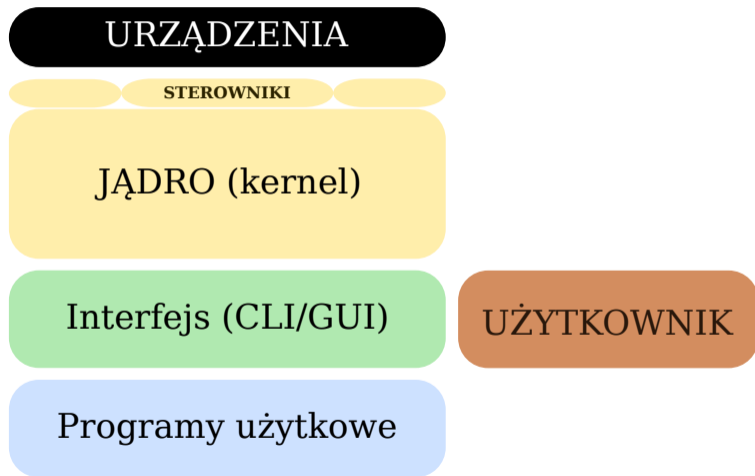 URZĄDZENIA
STEROWNIKI
JĄDRO (kernel)
Interfejs (CLI/GUI)
UŻYTKOWNIK
Programy użytkowe